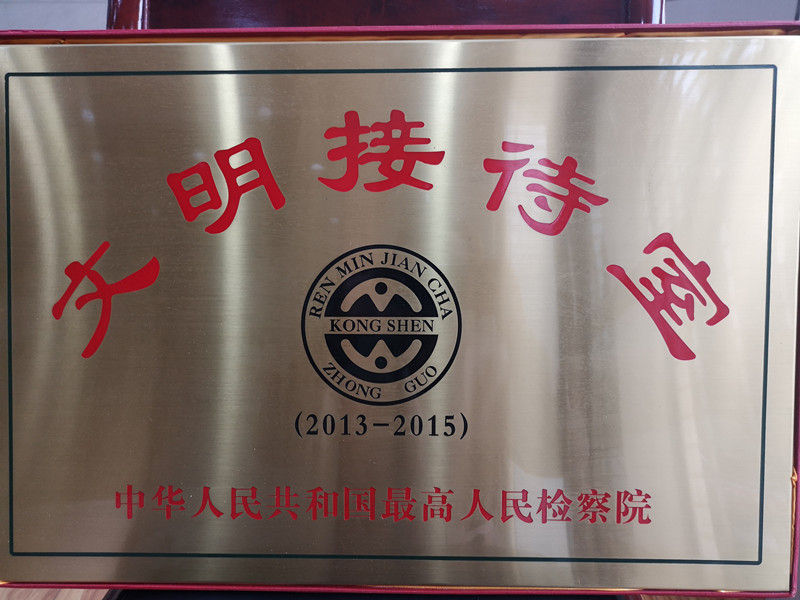 文明接待室
REN MIN JIAN CHA
KONG SHEN
ZHONG GUO
(2013-2015)
中华人民共和国最高人民检察院